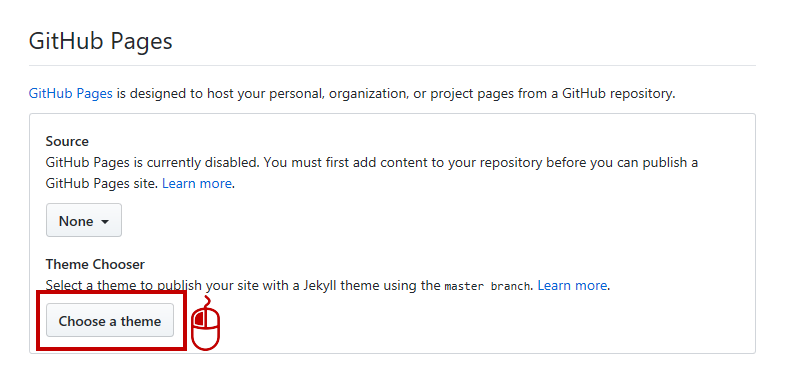 GitHub Pages
GitHub Pages is designed to host your personal, organization, or project pages from a GitHub repository.
Source
GitHub Pages is currently disabled. You must first add content to your repository before you can publish a
GitHub Pages site. Learn more.
None
Theme Chooser
Select a theme to publish your site with a Jekyll theme using the master branch. Learn more.
Choose a theme